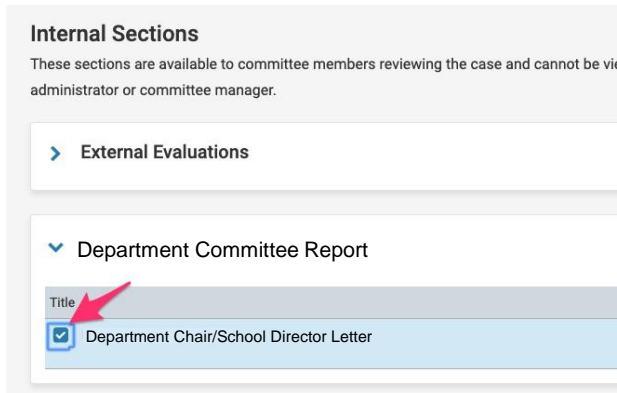 Internal Sections
These sections are available to committee members reviewing the case and cannot be
administrator or committee manager.
External Evaluations
Department Committee Report
Title
Department Chair/School Director Letter